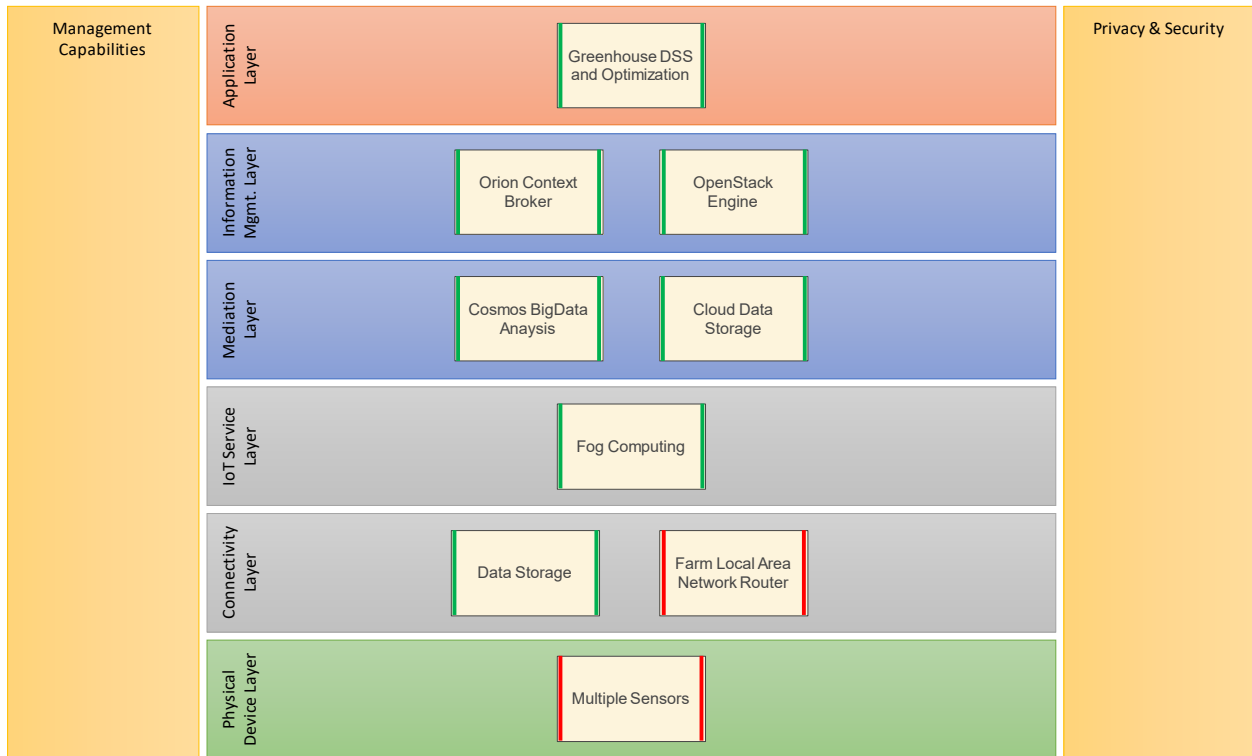 Management
Capabilities
Application
Layer
Greenhouse DSS
and Optimization
Privacy & Security
Information
Mgmt. Layer
Orion Context
Broker
OpenStack
Engine
Mediation
Layer
Cosmos BigData
Anaysis
Cloud Data
Storage
IoT Service
Layer
Fog Computing
Connectivity
Layer
Data Storage
Farm Local Area
Network Router
Physical
Device Layer
Multiple Sensors